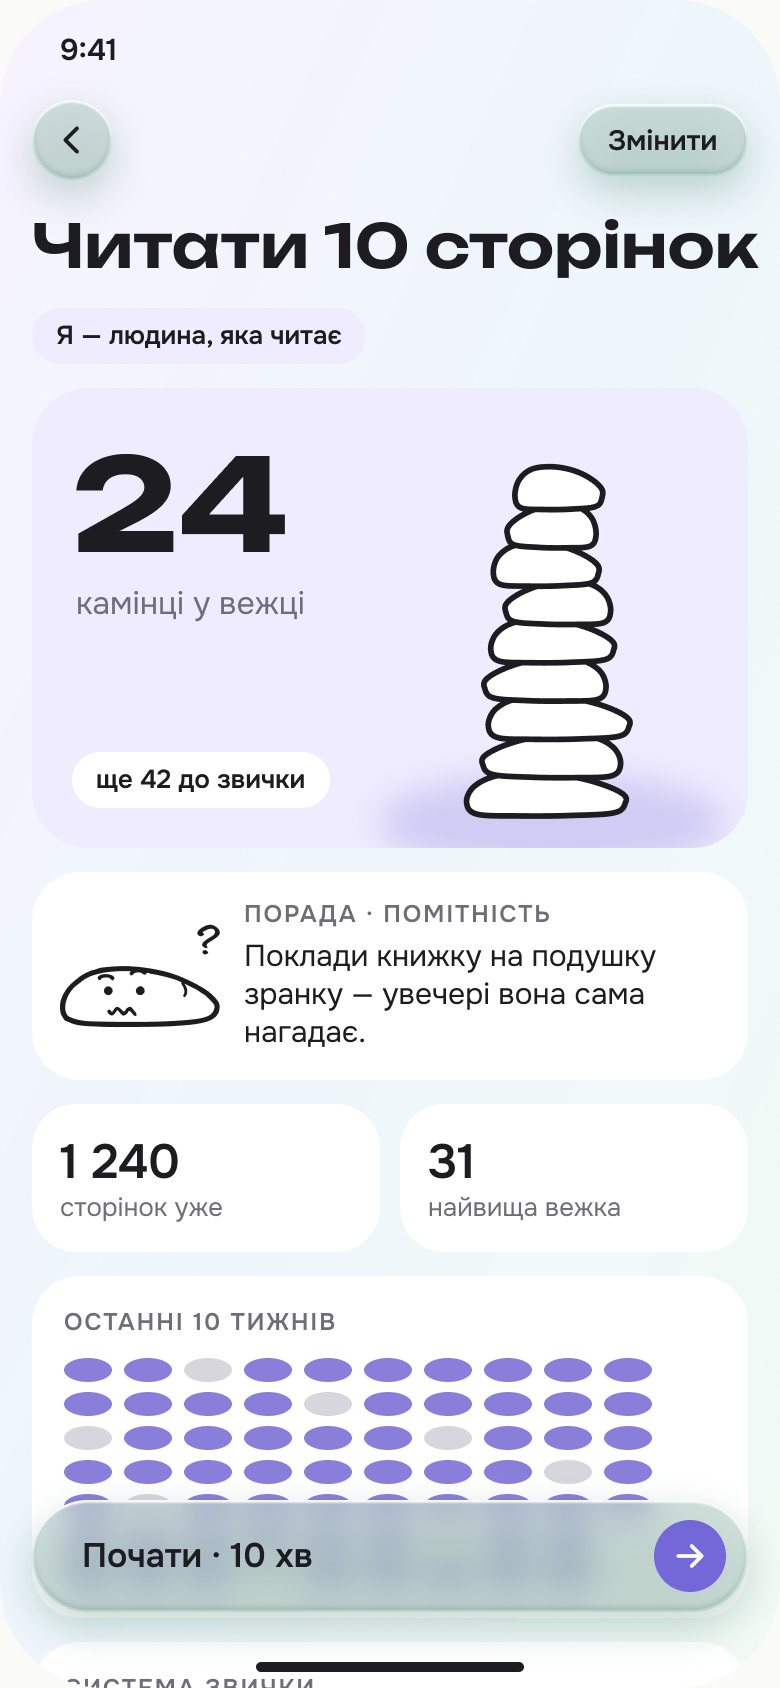 9:41
Змінити
Читати 10 сторінок
Я — людина, яка читає
24
камінці у вежці
ще 42 до звички
?
ПОРАДА · ПОМІТНІСТЬ
Поклади книжку на подушку
зранку — увечері вона сама
нагадає.
1 240
сторінок уже
31
найвища вежка
ОСТАННІ 10 ТИЖНІВ
Почати · 10 хв
СИСТЕМА ЗВИЧКИ